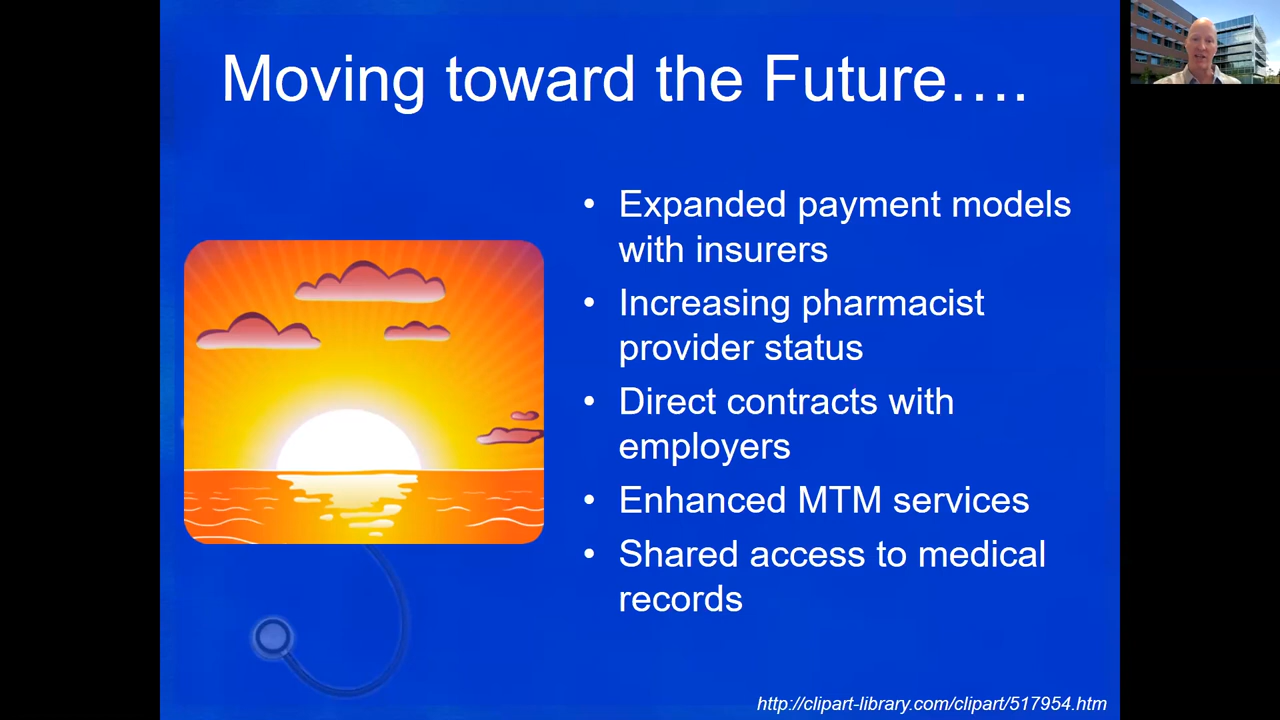 Moving toward the Future….
• Expanded payment models
with insurers
• Increasing pharmacist
provider status
• Direct contracts with
employers
• Enhanced MTM services
• Shared access to medical
records
http://clipart-library.com/clipart/517954.htm